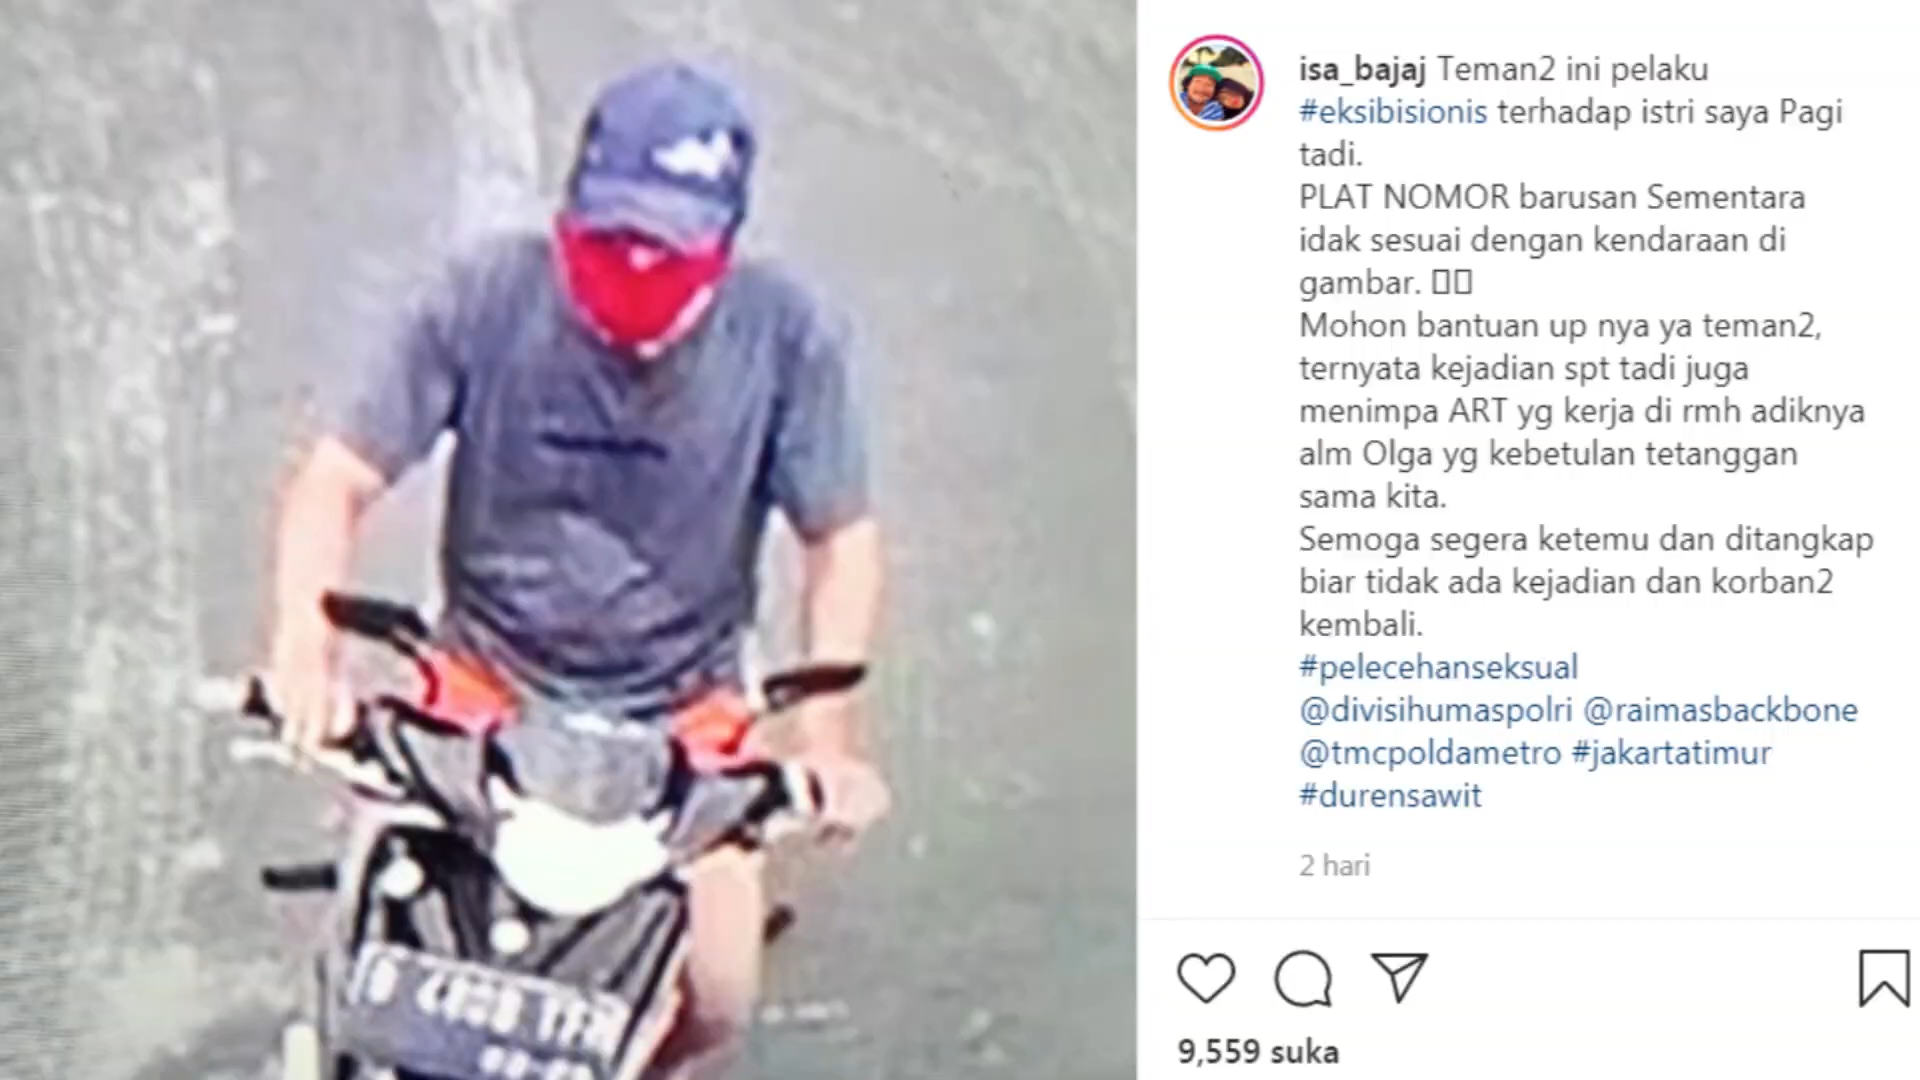 isa_bajaj Teman2 ini pelaku
#eksibisionis terhadap istri saya Pagi
tadi.
PLAT NOMOR barusan Sementara
idak sesuai dengan kendaraan di
gambar.
Mohon bantuan up nya ya teman2,
ternyata kejadian spt tadi juga
menimpa ART yg kerja di rmh adiknya
alm Olga yg kebetulan tetanggan
sama kita.
Semoga segera ketemu dan ditangkap
biar tidak ada kejadian dan korban2
kembali.
#pelecehanseksual
@divisihumaspolri @raimasbackbone
@tmcpoldametro #jakartatimur
#durensawit
2 hari
9,559 suka